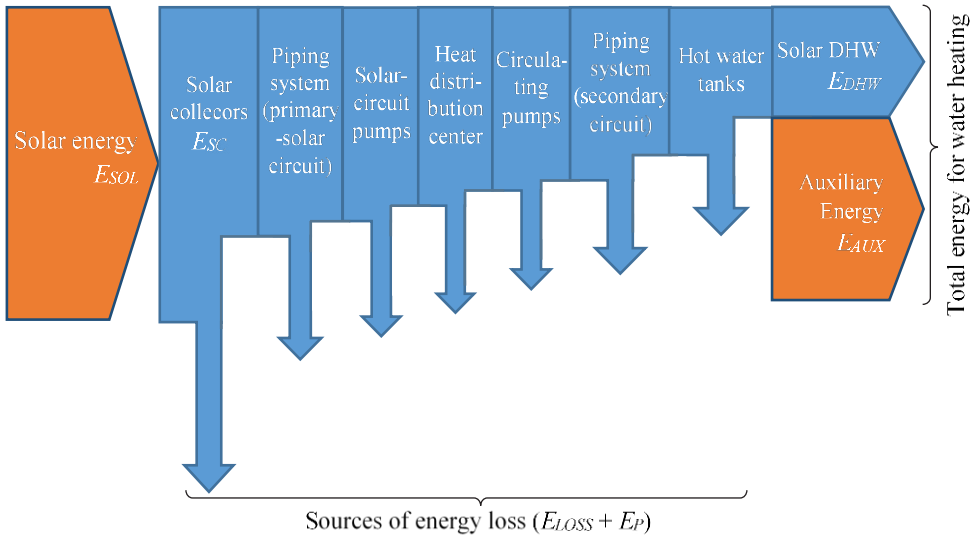 Solar energy
ESOL
Solar
collecors
ESC
Piping
system
(primary
-solar
circuit)
Solar-
circuit
pumps
Heat
distri-
bution
center
Circula-
ting
pumps
Piping
system
(secondary
circuit)
Hot water
tanks
Solar DHW
EDHW
Auxiliary
Energy
EAUX
Total energy for water heating
Sources of energy loss (ELOSS + EP)